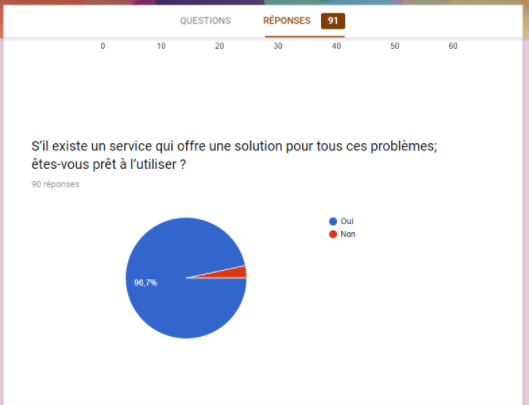 QUESTIONS RÉPONSES 91
0 10 20 30 40 50 60
S'il existe un service qui offre une solution pour tous ces problèmes;
êtes-vous prêt à l'utiliser ?
90 réponses
Oui
Non
96,7%